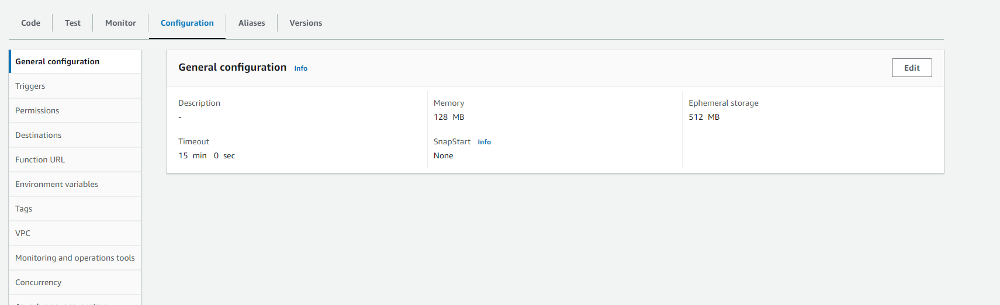 Code Test Monitor Configuration Aliases Versions
General configuration
Triggers
Permissions
Destinations
Function URL
Environment variables
Tags
VPC
Monitoring and operations tools
Concurrency
General configuration Info
Edit
Description
-
Timeout
15 min 0 sec
Memory
128 MB
SnapStart Info
None
Ephemeral storage
512 MB